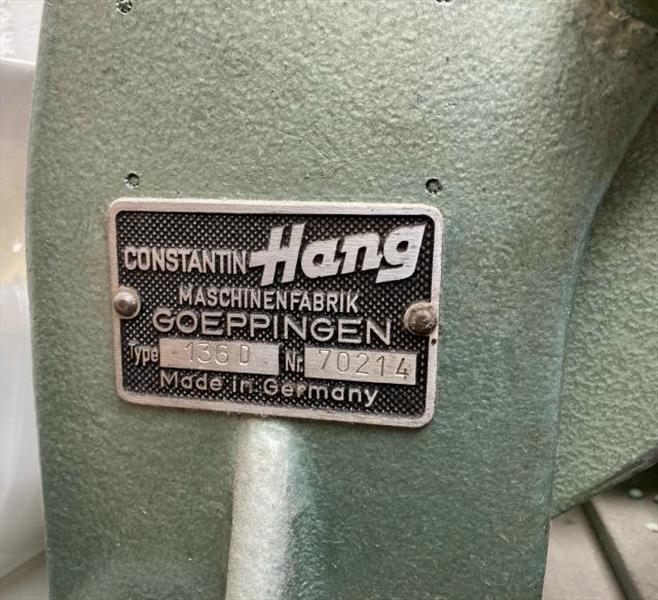 CONSTANTIN Hang
MASCHINENFABRIK
GOEPPINGEN
Type 136 D Nr. 70214
Made in Germany